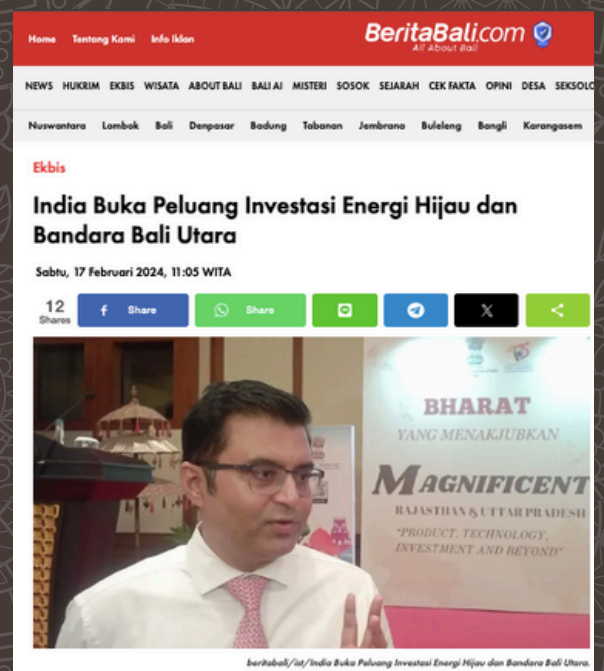 Home Tentang Kami Info Iklan
BeritaBali.com
All About Bali
NEWS HUKRIM EKBIS WISATA ABOUT BALI BALI AI MISTERI SOSOK SEJARAH CEK FAKTA OPINI DESA SEKSOLO
Nuswantara Lombok Bali Denpasar Badung Tabanan Jembrana Buleleng Bangli Karangasem
Ekbis
India Buka Peluang Investasi Energi Hijau dan
Bandara Bali Utara
Sabtu, 17 Februari 2024, 11:05 WITA
12
Shares
f Share
Share
X
BHARAT
YANG MENAKJUBKAN
MAGNIFICENT
RAJASTHAN & UTTAR PRADESH
"PRODUCT, TECHNOLOGY,
INVESTMENT AND BEYOND"
beritabali/ist/India Buka Peluang Investasi Energi Hijau dan Bandara Bali Utara.